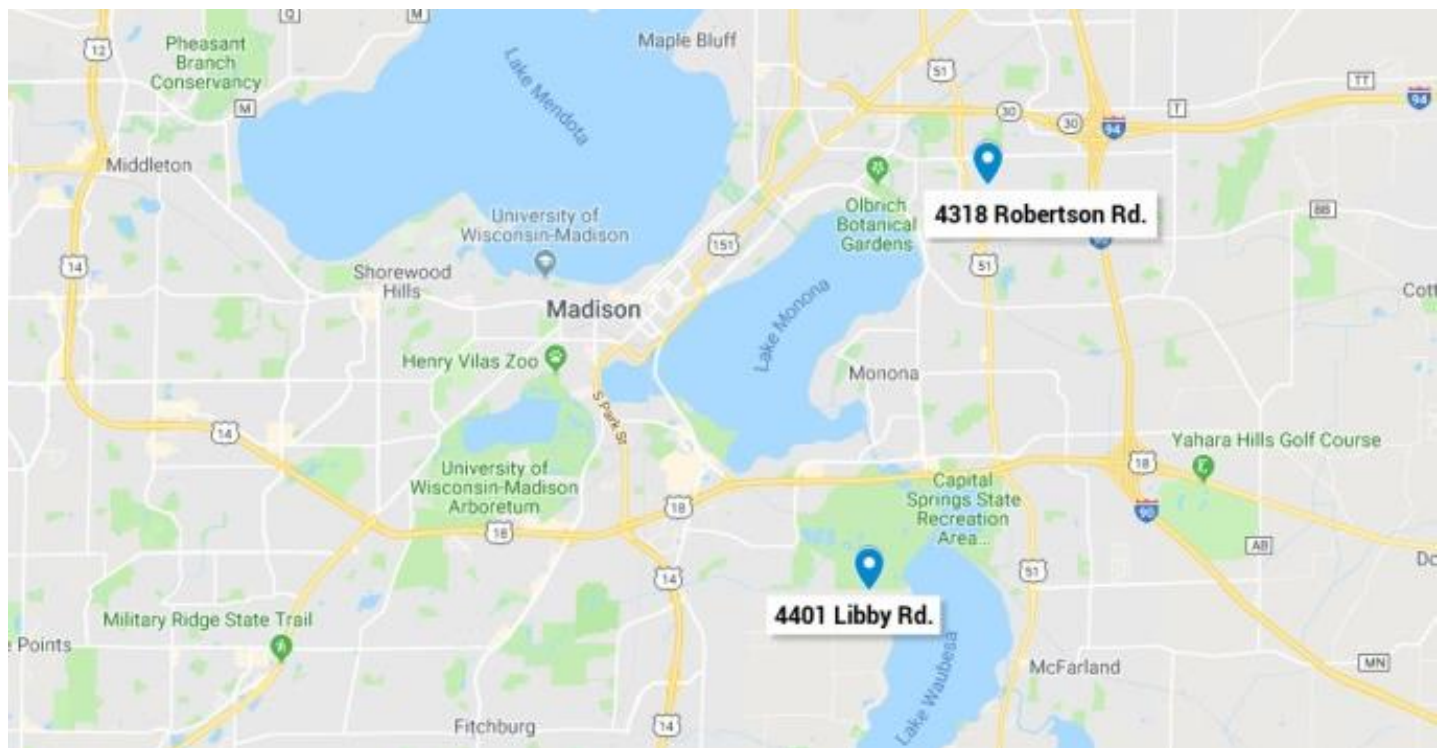 Q
M
Pheasant
Branch
Conservancy
12
Maple Bluff
Lake Mendota
51
TT
94
M
30
30
94
T
Middleton
Olbrich
Botanical
Gardens
4318 Robertson Rd.
BB
University of
Wisconsin-Madison
151
14
51
Shorewood
Hills
Cott
Madison
Lake Monona
Henry Vilas Zoo
Monona
S Park St
14
Yahara Hills Golf Course
18
University of
Wisconsin-Madison
Arboretum
Capital
Springs State
Recreation
Area...
18
18
90
AB
Do
14
51
4401 Libby Rd.
Military Ridge State Trail
e Points
Lake Waubesa
McFarland
MN
Fitchburg
14